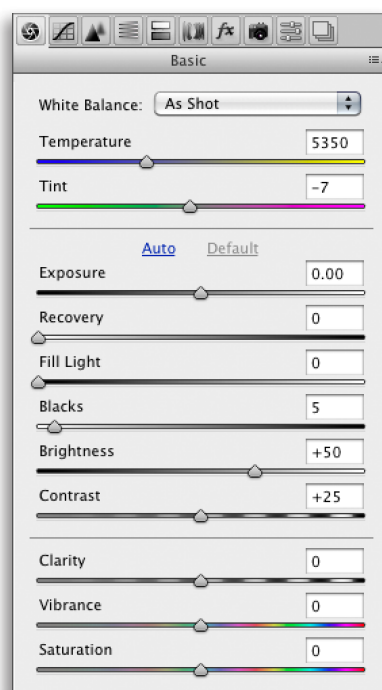 fx
Basic
White Balance: As Shot
Temperature 5350
Tint -7
Auto Default
Exposure 0.00
Recovery 0
Fill Light 0
Blacks 5
Brightness +50
Contrast +25
Clarity 0
Vibrance 0
Saturation 0